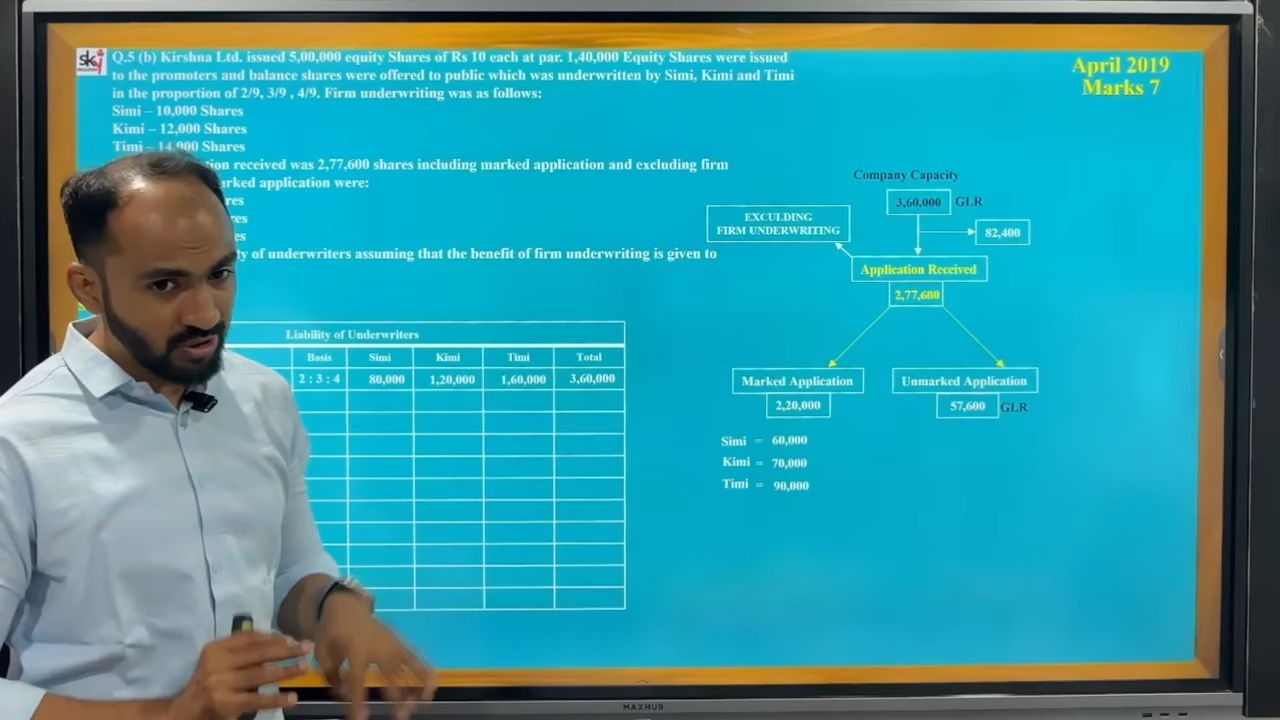 sky
Q.5 (b) Kirshna Ltd. issued 5,00,000 equity Shares of Rs 10 each at par. 1,40,000 Equity Shares were issued
to the promoters and balance shares were offered to public which was underwritten by Simi, Kimi and Timi
in the proportion of 2/9, 3/9 , 4/9. Firm underwriting was as follows:
Simi – 10,000 Shares
Kimi – 12,000 Shares
Timi – 14,000 Shares
tion received was 2,77,600 shares including marked application and excluding firm
arked application were:
res
res
es
ty of underwriters assuming that the benefit of firm underwriting is given to
April 2019
Marks 7
Company Capacity
3,60,000 GLR
EXCULDING
FIRM UNDERWRITING
82,400
Application Received
2,77,600
Marked Application Unmarked Application
2,20,000 57,600 GLR
Simi = 60,000
Kimi = 70,000
Timi = 90,000
Liability of Underwriters
Basis Simi Kimi Timi Total
2 : 3 : 4 80,000 1,20,000 1,60,000 3,60,000
MAXHUB